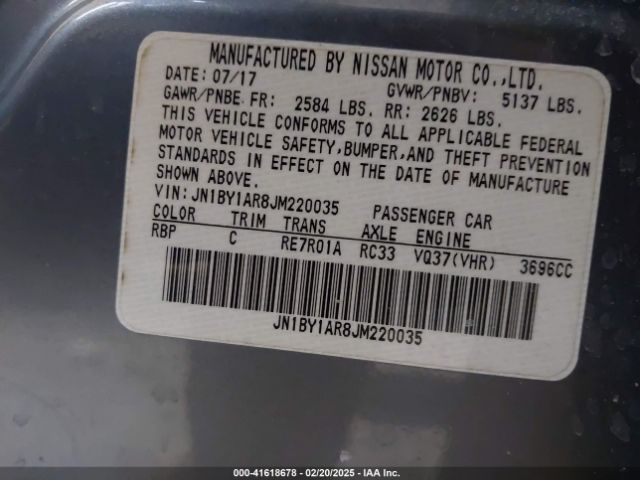 MANUFACTURED BY NISSAN MOTOR CO.,LTD.
DATE: 07/17 GVWR/PNBV: 5137 LBS.
GAWR/PNBE FR: 2584 LBS. RR: 2626 LBS.
THIS VEHICLE CONFORMS TO ALL APPLICABLE FEDERAL
MOTOR VEHICLE SAFETY,BUMPER,AND THEFT PREVENTION
STANDARDS IN EFFECT ON THE DATE OF MANUFACTURE
SHOWN ABOVE.
VIN: JN1BY1AR8JM220035 PASSENGER CAR
COLOR TRIM TRANS AXLE ENGINE
RBP C RE7R01A RC33 VQ37(VHR) 3696CC
JN1BY1AR8JM220035
000-41618678 - 02/20/2025 - IAA Inc.